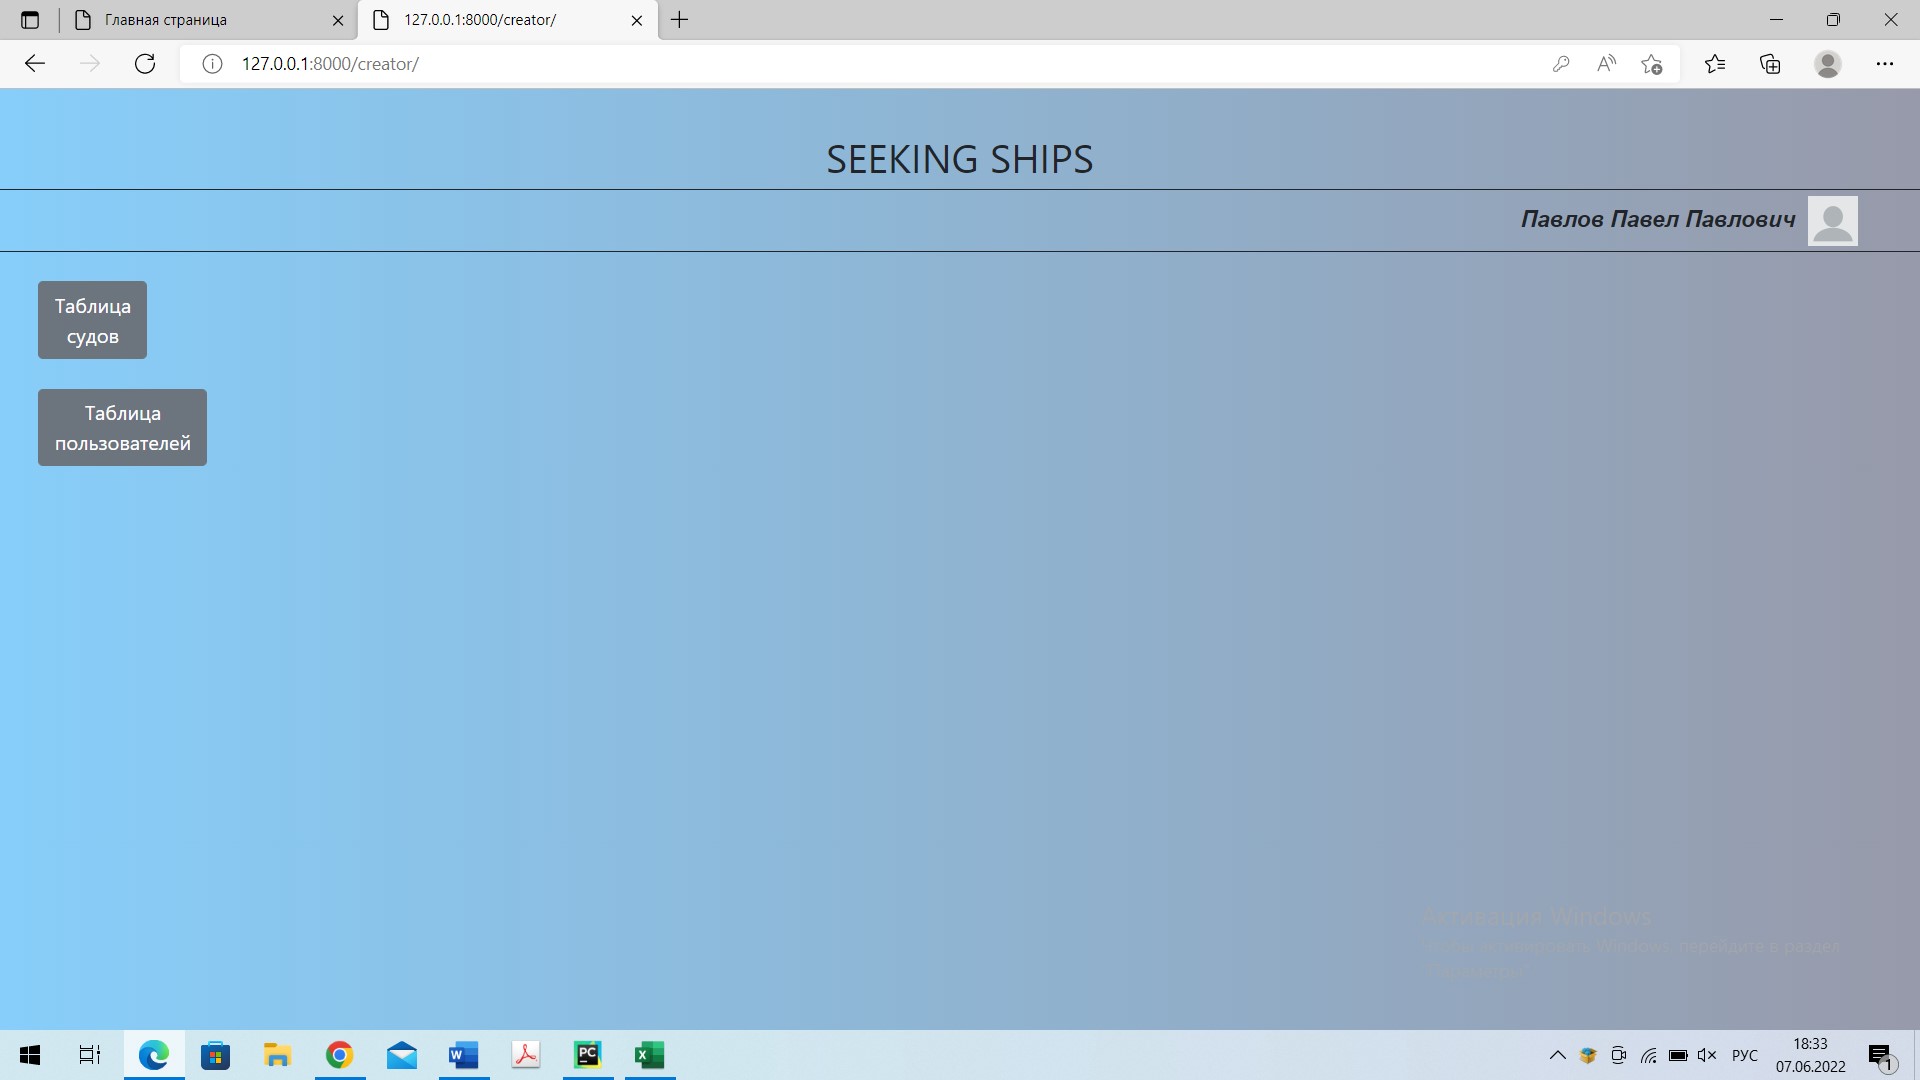 Главная страница
127.0.0.1:8000/creator/
127.0.0.1:8000/creator/
SEEKING SHIPS
Павлов Павел Павлович
Таблица
судов
Таблица
пользователей
Активация Windows
Чтобы активировать Windows, перейдите в раздел
"Параметры".
РУС
18:33
07.06.2022
1